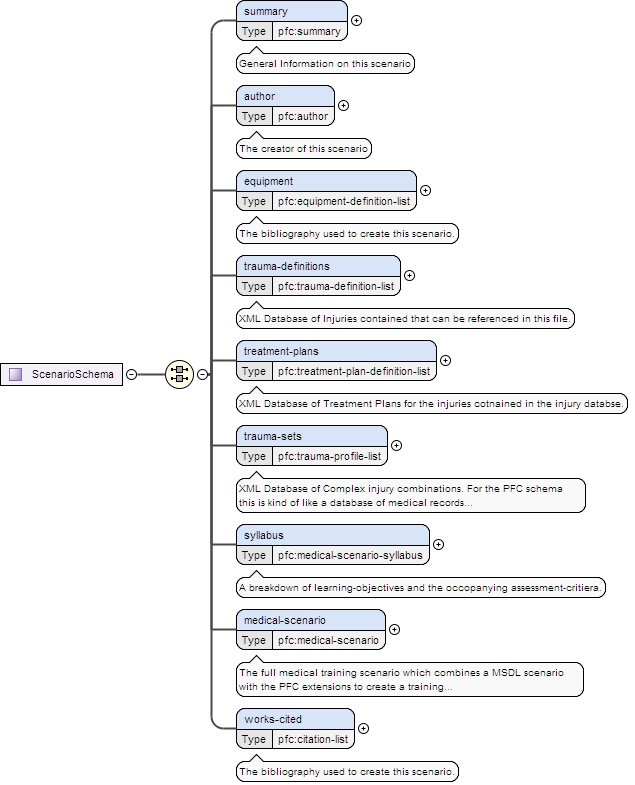 summary
Type pfc:summary
General Information on this scenario
author
Type pfc:author
The creator of this scenario
equipment
Type pfc:equipment-definition-list
The bibliography used to create this scenario.
trauma-definitions
Type pfc:trauma-definition-list
XML Database of Injuries contained that can be referenced in this file.
treatment-plans
Type pfc:treatment-plan-definition-list
XML Database of Treatment Plans for the injuries cotnained in the injury databse.
ScenarioSchema
trauma-sets
Type pfc:trauma-profile-list
XML Database of Complex injury combinations. For the PFC schema
this is kind of like a database of medical records...
syllabus
Type pfc:medical-scenario-syllabus
A breakdown of learning-objectives and the occopanying assessment-critiera.
medical-scenario
Type pfc:medical-scenario
The full medical training scenario which combines a MSDL scenario
with the PFC extensions to create a training...
works-cited
Type pfc:citation-list
The bibliography used to create this scenario.